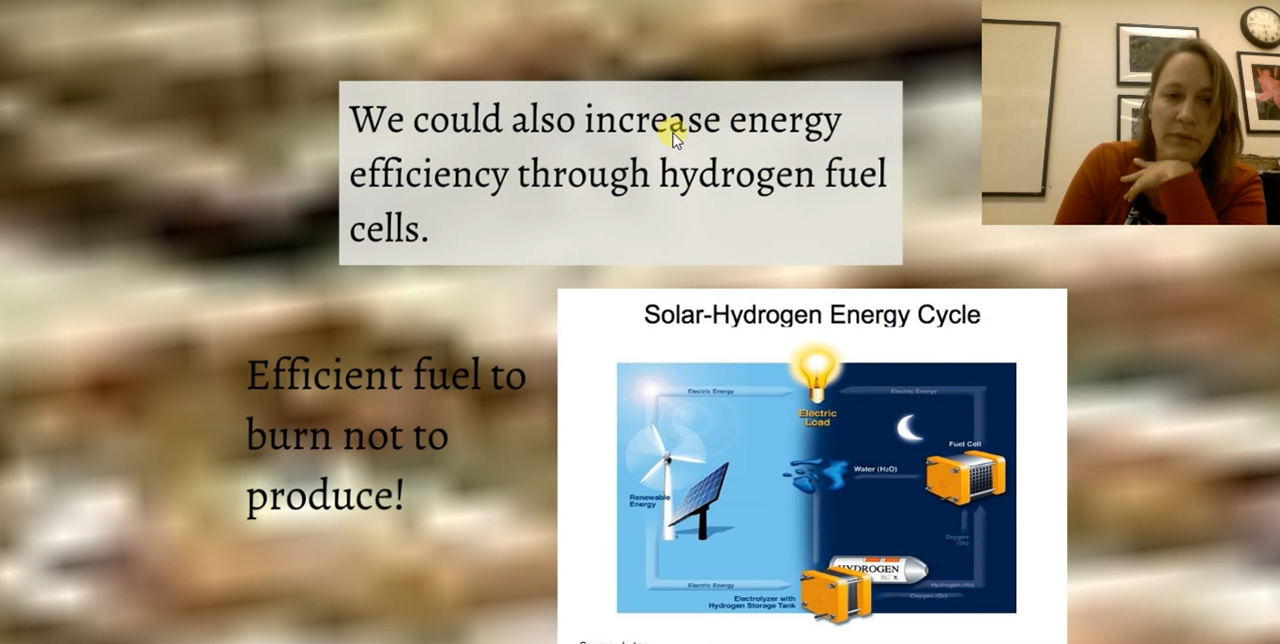 We could also increase energy
efficiency through hydrogen fuel
cells.
Efficient fuel to
burn not to
produce!
Solar-Hydrogen Energy Cycle
Electric Energy
Electric Energy
Electric
Load
Fuel Cell
Water (H₂O)
Renewable
Energy
Oxygen
(O₂)
HYDROGEN
Electric Energy
Hydrogen (H₂)
Oxygen (O₂)
Electrolyzer with
Hydrogen Storage Tank